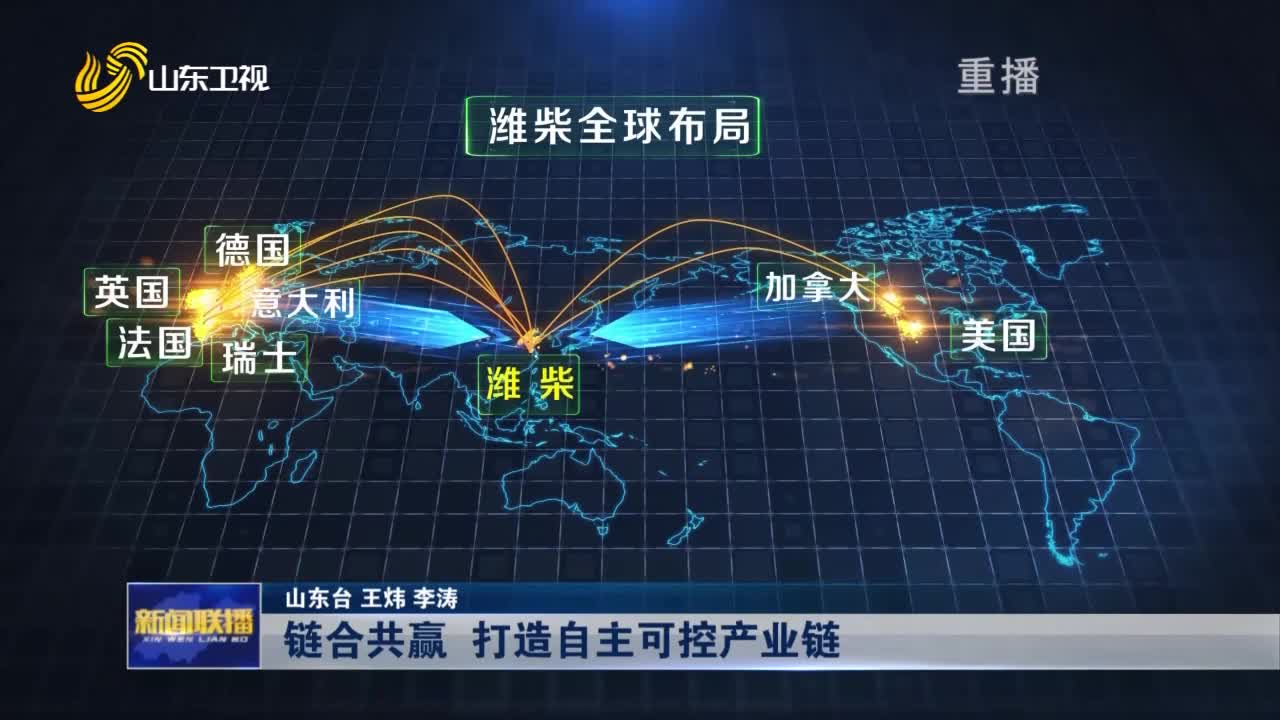 山东卫视
重播
潍柴全球布局
德国
英国
意大利
加拿大
法国
瑞士
美国
潍柴
山东台 王炜 李涛
新闻联播
XIN WEN LIAN BO
链合共赢 打造自主可控产业链